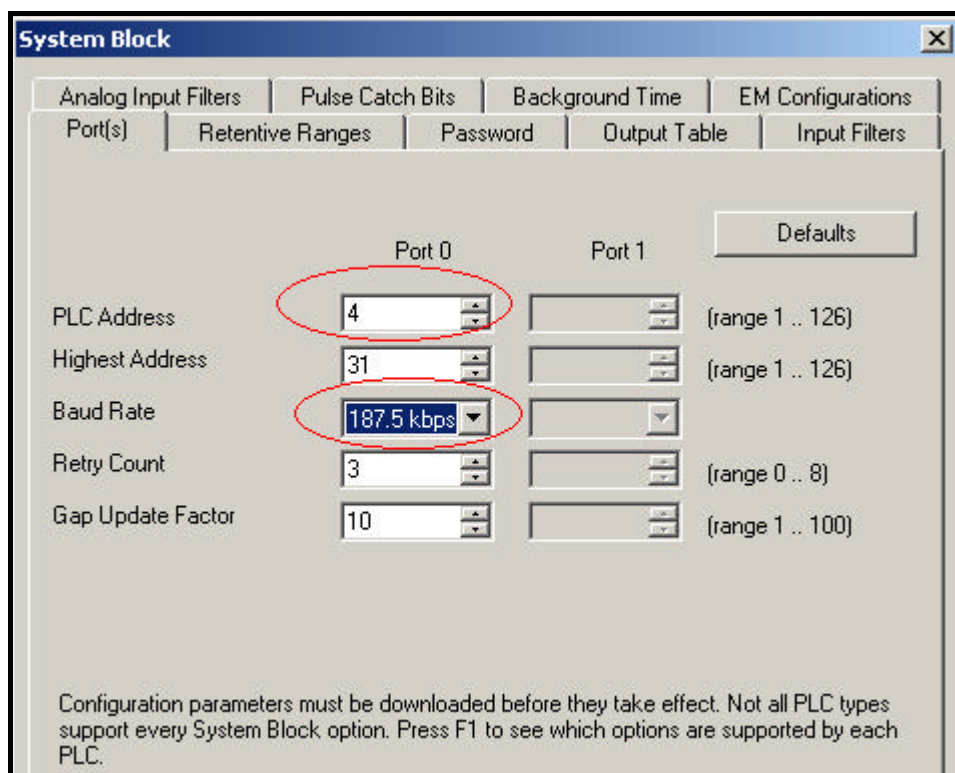 System Block
Analog Input Filters Pulse Catch Bits Background Time EM Configurations
Port(s) Retentive Ranges Password Output Table Input Filters
Defaults
Port 0 Port 1
PLC Address 4 (range 1 .. 126)
Highest Address 31 (range 1 .. 126)
Baud Rate 187.5 kbps
Retry Count 3 (range 0 .. 8)
Gap Update Factor 10 (range 1 .. 100)
Configuration parameters must be downloaded before they take effect. Not all PLC types
support every System Block option. Press F1 to see which options are supported by each
PLC.